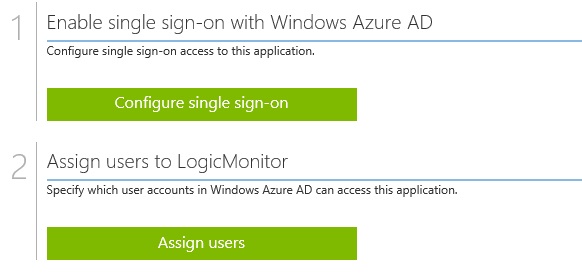 1
Enable single sign-on with Windows Azure AD
Configure single sign-on access to this application.
Configure single sign-on
2
Assign users to LogicMonitor
Specify which user accounts in Windows Azure AD can access this application.
Assign users